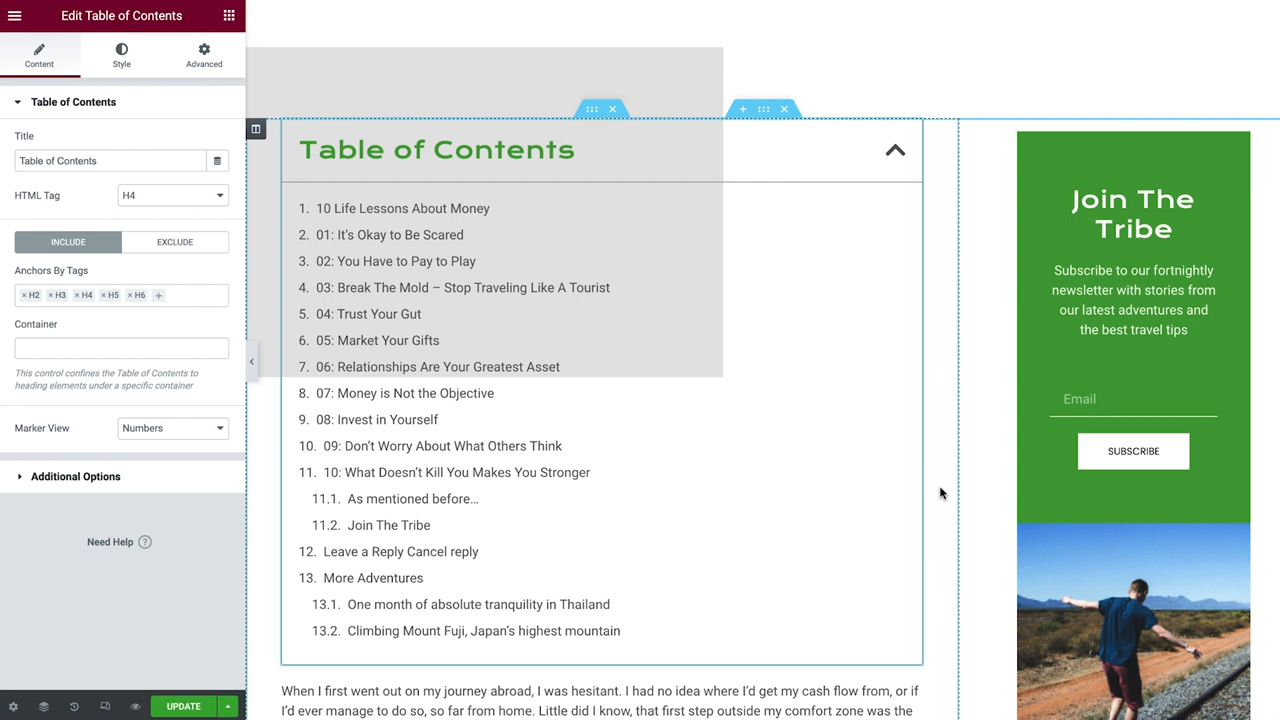 Edit Table of Contents
Content
Style
Advanced
Table of Contents
Title
Table of Contents
HTML Tag
H4
INCLUDE
EXCLUDE
Anchors By Tags
× H2 × H3 × H4 × H5 × H6 +
Container
This control confines the Table of Contents to
heading elements under a specific container
Marker View
Numbers
Additional Options
Need Help ?
UPDATE
Table of Contents
1. 10 Life Lessons About Money
2. 01: It’s Okay to Be Scared
3. 02: You Have to Pay to Play
4. 03: Break The Mold – Stop Traveling Like A Tourist
5. 04: Trust Your Gut
6. 05: Market Your Gifts
7. 06: Relationships Are Your Greatest Asset
8. 07: Money is Not the Objective
9. 08: Invest in Yourself
10. 09: Don’t Worry About What Others Think
11. 10: What Doesn’t Kill You Makes You Stronger
11.1. As mentioned before…
11.2. Join The Tribe
12. Leave a Reply Cancel reply
13. More Adventures
13.1. One month of absolute tranquility in Thailand
13.2. Climbing Mount Fuji, Japan’s highest mountain
When I first went out on my journey abroad, I was hesitant. I had no idea where I’d get my cash flow from, or if
I’d ever manage to do so, so far from home. Little did I know, that first step outside my comfort zone was the
Join The
Tribe
Subscribe to our fortnightly
newsletter with stories from
our latest adventures and
the best travel tips
Email
SUBSCRIBE